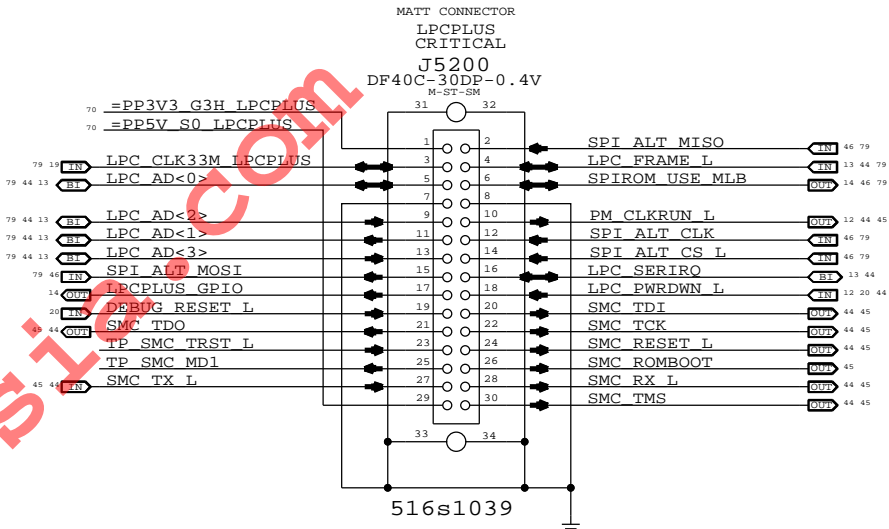 MATT CONNECTOR
LPCPLUS
CRITICAL
J5200
DF40C-30DP-0.4V
M-ST-SM
31 32
70 =PP3V3_G3H_LPCPLUS
70 =PP5V_S0_LPCPLUS
1 2 SPI_ALT_MISO IN 46 79
79 19 IN LPC_CLK33M_LPCPLUS 3 4 LPC_FRAME_L IN 13 44 79
79 44 13 BI LPC_AD<0> 5 6 SPIROM_USE_MLB OUT 14 46 79
7 8
79 44 13 BI LPC_AD<2> 9 10 PM_CLKRUN_L OUT 12 44 45
79 44 13 BI LPC_AD<1> 11 12 SPI_ALT_CLK IN 46 79
79 44 13 BI LPC_AD<3> 13 14 SPI_ALT_CS_L IN 46 79
79 46 IN SPI_ALT_MOSI 15 16 LPC_SERIRQ BI 13 44
14 OUT LPCPLUS_GPIO 17 18 LPC_PWRDWN_L IN 12 20 44
20 IN DEBUG_RESET_L 19 20 SMC_TDI OUT 44 45
45 44 OUT SMC_TDO 21 22 SMC_TCK OUT 44 45
TP_SMC_TRST_L 23 24 SMC_RESET_L OUT 44 45
TP_SMC_MD1 25 26 SMC_ROMBOOT OUT 45
45 44 IN SMC_TX_L 27 28 SMC_RX_L OUT 44 45
29 30 SMC_TMS OUT 44 45
33 34
516s1039
sia.com